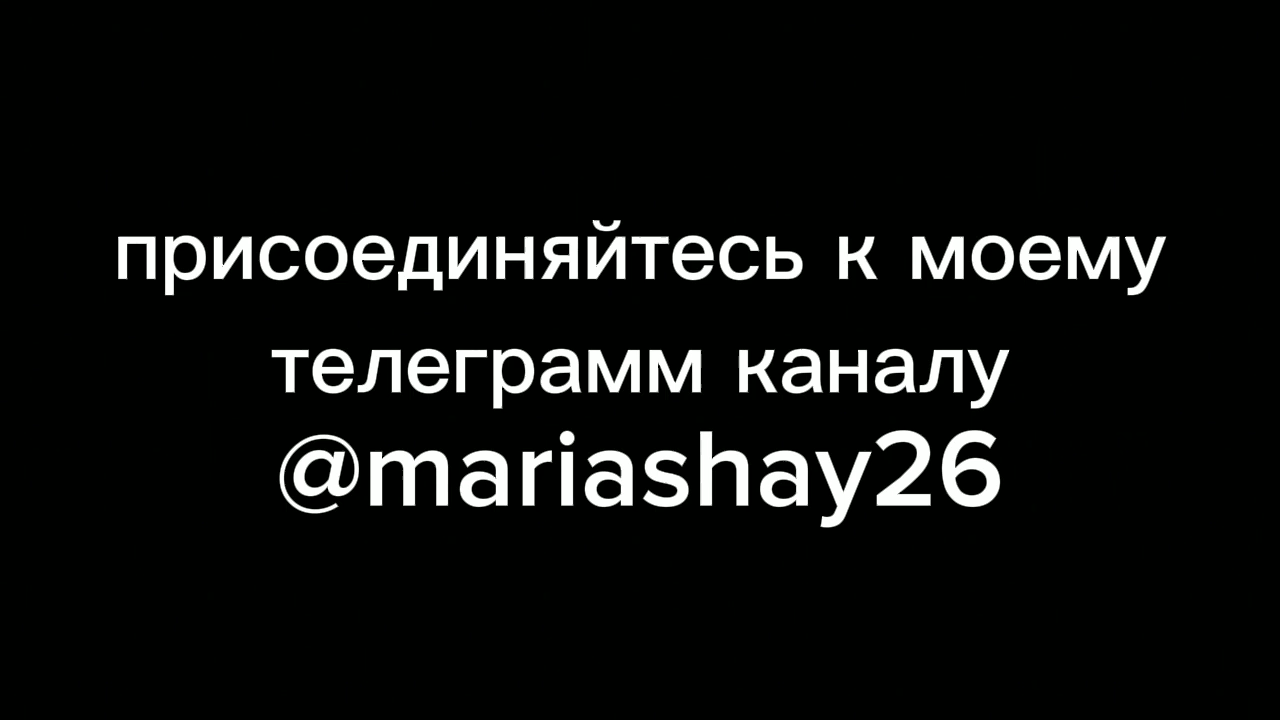 присоединяйтесь к моему
телеграмм каналу
@mariashay26